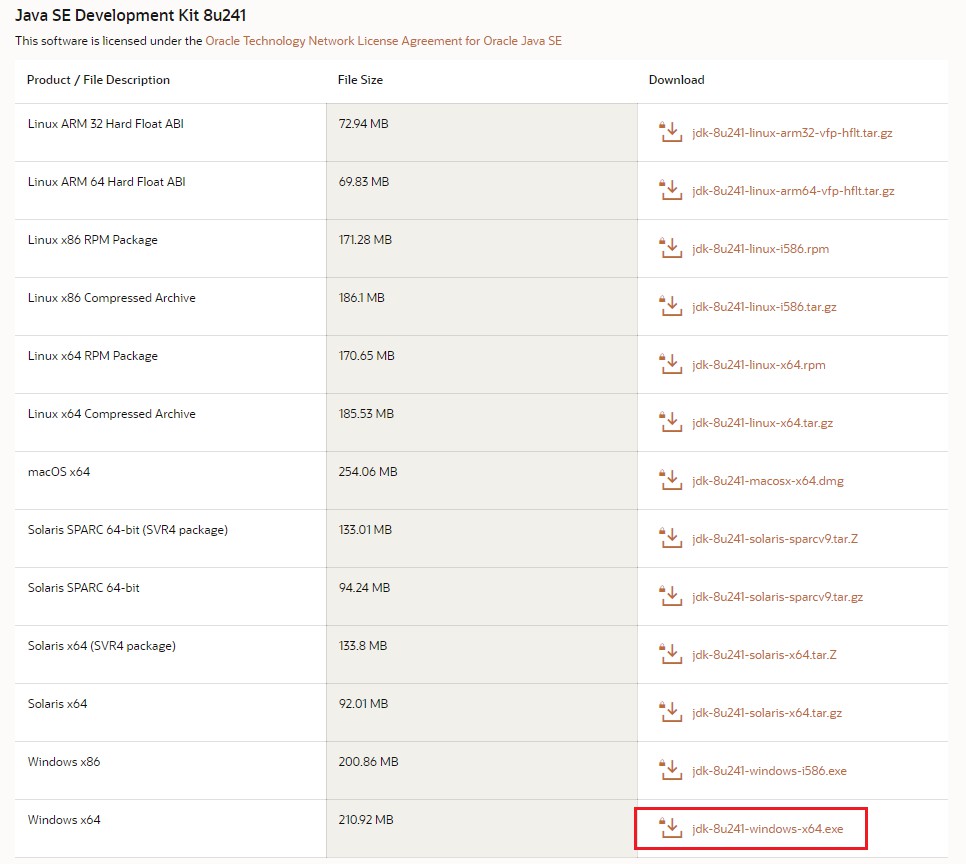 Java SE Development Kit 8u241
This software is licensed under the Oracle Technology Network License Agreement for Oracle Java SE
Product / File Description File Size Download
Linux ARM 32 Hard Float ABI 72.94 MB jdk-8u241-linux-arm32-vfp-hflt.tar.gz
Linux ARM 64 Hard Float ABI 69.83 MB jdk-8u241-linux-arm64-vfp-hflt.tar.gz
Linux x86 RPM Package 171.28 MB jdk-8u241-linux-i586.rpm
Linux x86 Compressed Archive 186.1 MB jdk-8u241-linux-i586.tar.gz
Linux x64 RPM Package 170.65 MB jdk-8u241-linux-x64.rpm
Linux x64 Compressed Archive 185.53 MB jdk-8u241-linux-x64.tar.gz
macOS x64 254.06 MB jdk-8u241-macosx-x64.dmg
Solaris SPARC 64-bit (SVR4 package) 133.01 MB jdk-8u241-solaris-sparcv9.tar.Z
Solaris SPARC 64-bit 94.24 MB jdk-8u241-solaris-sparcv9.tar.gz
Solaris x64 (SVR4 package) 133.8 MB jdk-8u241-solaris-x64.tar.Z
Solaris x64 92.01 MB jdk-8u241-solaris-x64.tar.gz
Windows x86 200.86 MB jdk-8u241-windows-i586.exe
Windows x64 210.92 MB jdk-8u241-windows-x64.exe